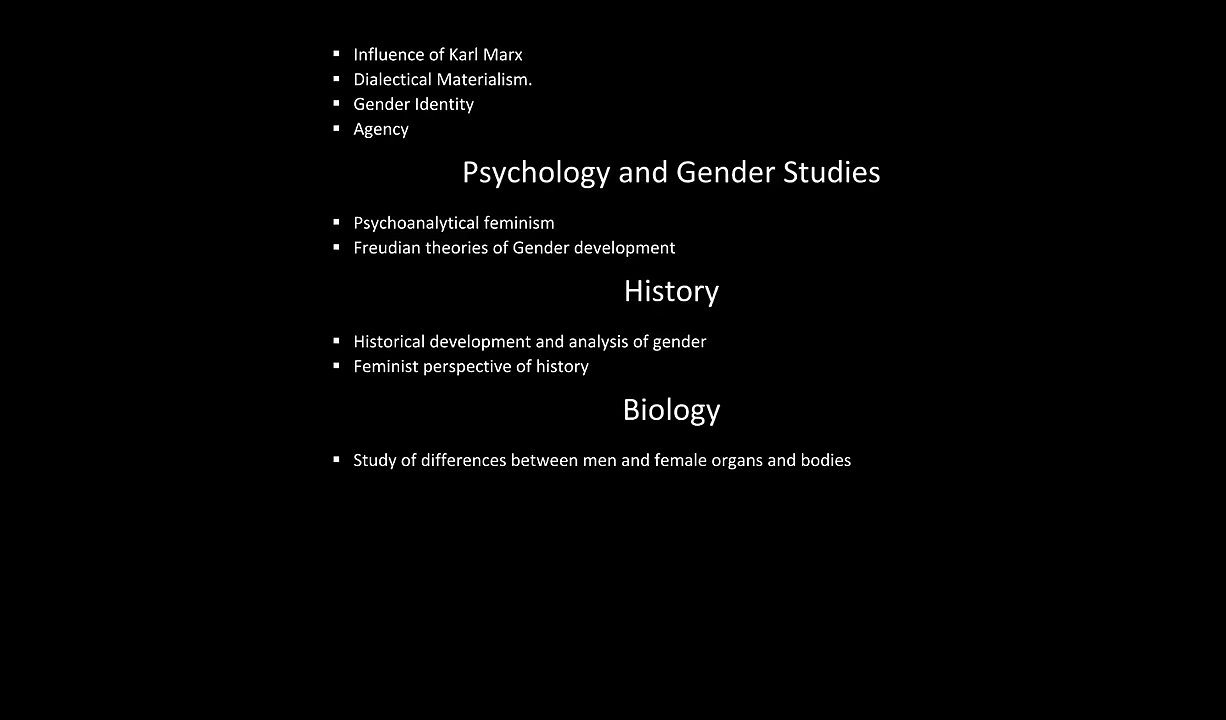 ▪ Influence of Karl Marx
▪ Dialectical Materialism.
▪ Gender Identity
▪ Agency
Psychology and Gender Studies
▪ Psychoanalytical feminism
▪ Freudian theories of Gender development
History
▪ Historical development and analysis of gender
▪ Feminist perspective of history
Biology
▪ Study of differences between men and female organs and bodies